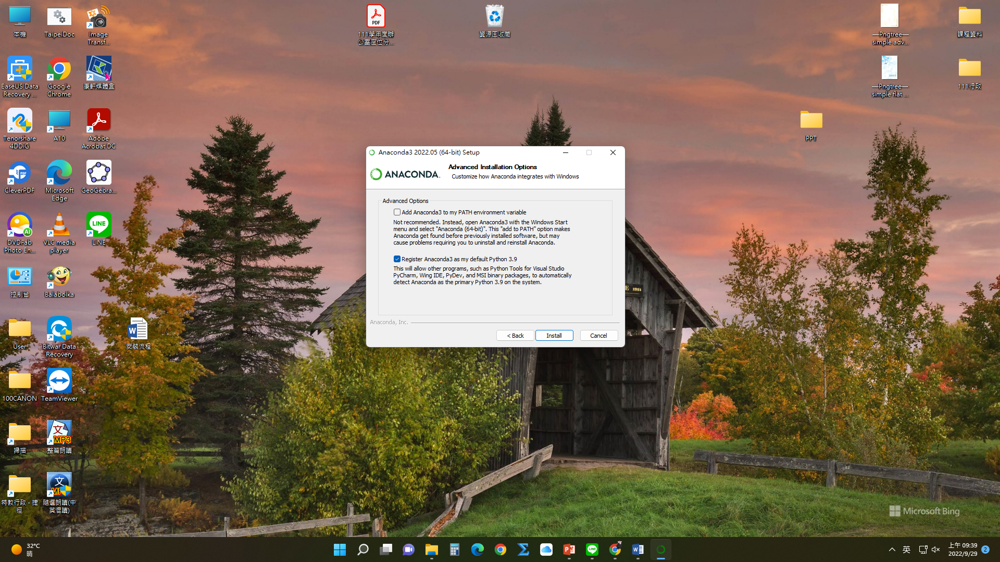 本機
TaipeiDoc
Image
Transf...
111學年度辦
公室座位分...
PDF
資源回收筒
—Pngtree—
simple adv...
課程資料
EaseUS Data
Recovery ...
Google
Chrome
康軒媒體盒
—Pngtree—
simple flat ...
111行政
Tenorshare
4DDiG
A10
Adobe
Acrobat DC
PPT
CleverPDF
Microsoft
Edge
GeoGebra...
DVDFab
Photo En...
VLC media
player
LINE
LINE
控制台
Balabolka
User
Bitwar Data
Recovery
安裝流程
100CANON
TeamViewer
掃描
整篇朗讀
特教行政 - 捷
徑
隨選朗讀(中
英混讀)
Anaconda3 2022.05 (64-bit) Setup
ANACONDA.
Advanced Installation Options
Customize how Anaconda integrates with Windows
Advanced Options
Add Anaconda3 to my PATH environment variable
Not recommended. Instead, open Anaconda3 with the Windows Start
menu and select "Anaconda (64-bit)". This "add to PATH" option makes
Anaconda get found before previously installed software, but may
cause problems requiring you to uninstall and reinstall Anaconda.
Register Anaconda3 as my default Python 3.9
This will allow other programs, such as Python Tools for Visual Studio
PyCharm, Wing IDE, PyDev, and MSI binary packages, to automatically
detect Anaconda as the primary Python 3.9 on the system.
Anaconda, Inc.
< Back
Install
Cancel
Microsoft Bing
32°C
晴
英
上午 09:39
2022/9/29
2